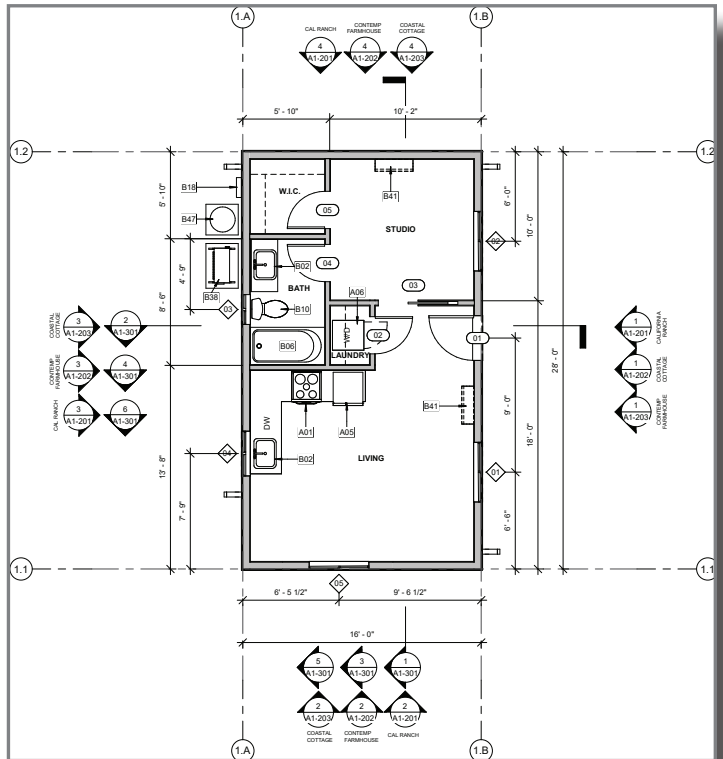 1.A
1.B
CAL RANCH
CONTEMP
FARMHOUSE
COASTAL
COTTAGE
4
A1-201
4
A1-202
4
A1-203
5' - 10"
10' - 2"
1.2
1.2
W.I.C.
B41
STUDIO
B18
B47
B38
05
04
B02
BATH
B10
B06
A06
03
02
W/D
LAUNDRY
01
03
02
5' - 10"
8' - 6"
4' - 9"
13' - 8"
7' - 9"
6' - 0"
10' - 0"
28' - 0"
9' - 0"
18' - 0"
6' - 6"
COASTAL
COTTAGE
3
A1-203
2
A1-301
CONTEMP
FARMHOUSE
3
A1-202
4
A1-301
CAL RANCH
3
A1-201
6
A1-301
1
A1-201
CALIFORNIA
RANCH
1
A1-202
COASTAL
COTTAGE
1
A1-203
CONTEMP
FARMHOUSE
DW
A01
A05
B41
B02
LIVING
04
01
1.1
1.1
05
6' - 5 1/2"
9' - 6 1/2"
16' - 0"
5
A1-301
3
A1-301
1
A1-301
2
A1-203
2
A1-202
2
A1-201
COASTAL
COTTAGE
CONTEMP
FARMHOUSE
CAL RANCH
1.A
1.B